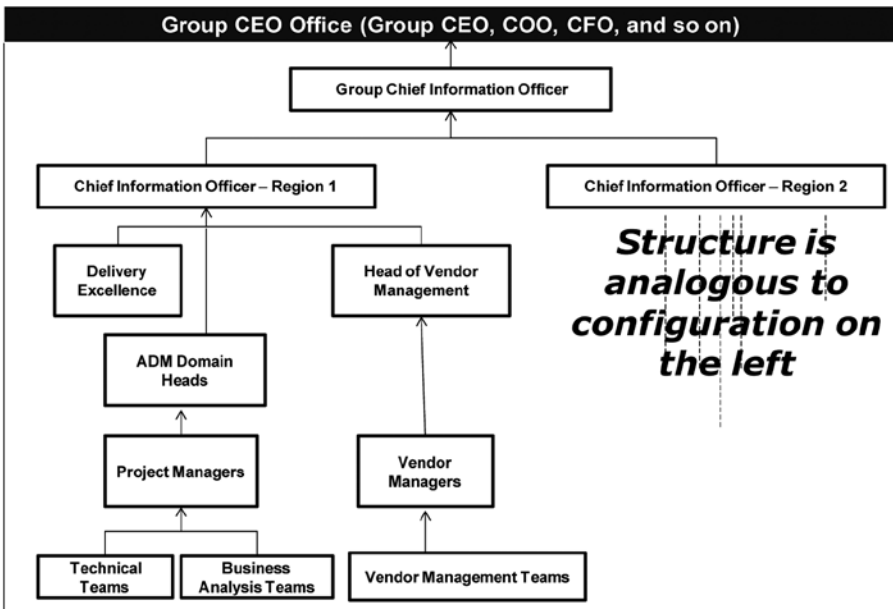 Group CEO Office (Group CEO, COO, CFO, and so on)
Group Chief Information Officer
Chief Information Officer – Region 1
Chief Information Officer – Region 2
Delivery
Excellence
Head of Vendor
Management
Structure is
analogous to
configuration on
the left
ADM Domain
Heads
Project Managers
Vendor
Managers
Technical
Teams
Business
Analysis Teams
Vendor Management Teams